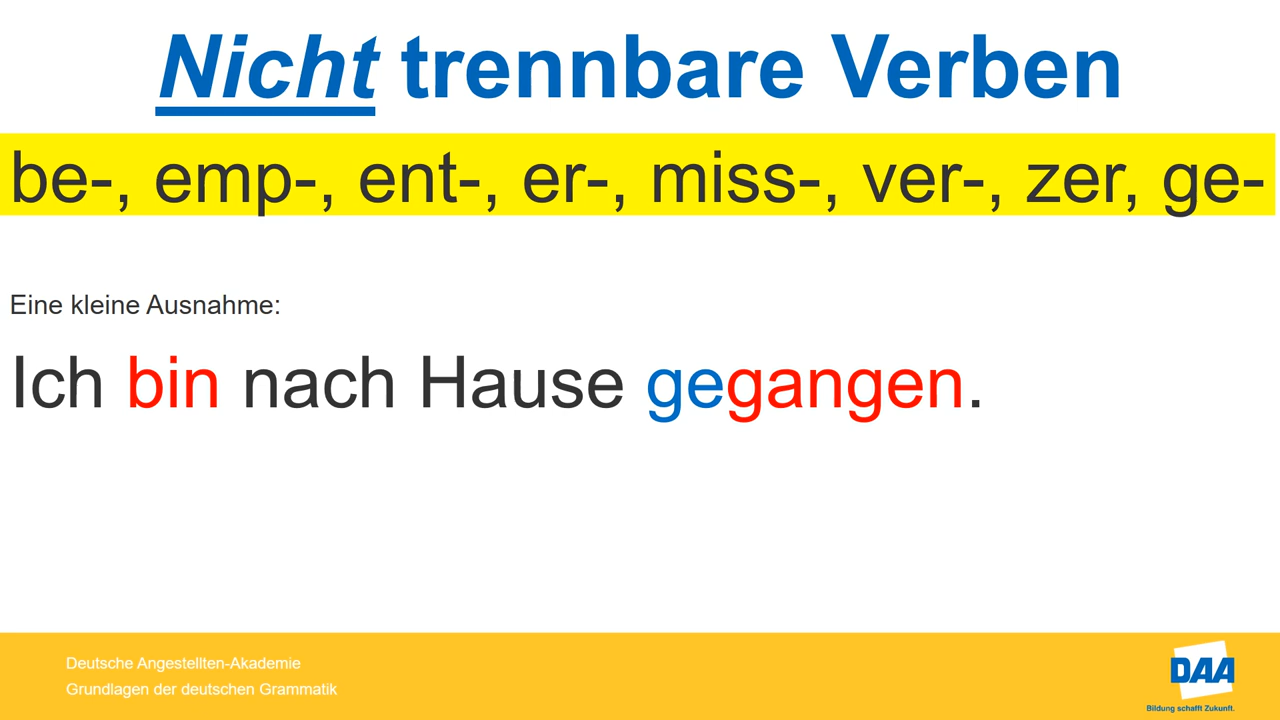 Nicht trennbare Verben
be-, emp-, ent-, er-, miss-, ver-, zer, ge-
Eine kleine Ausnahme:
Ich bin nach Hause gegangen.
Deutsche Angestellten-Akademie
Grundlagen der deutschen Grammatik
DAA
Bildung schafft Zukunft.